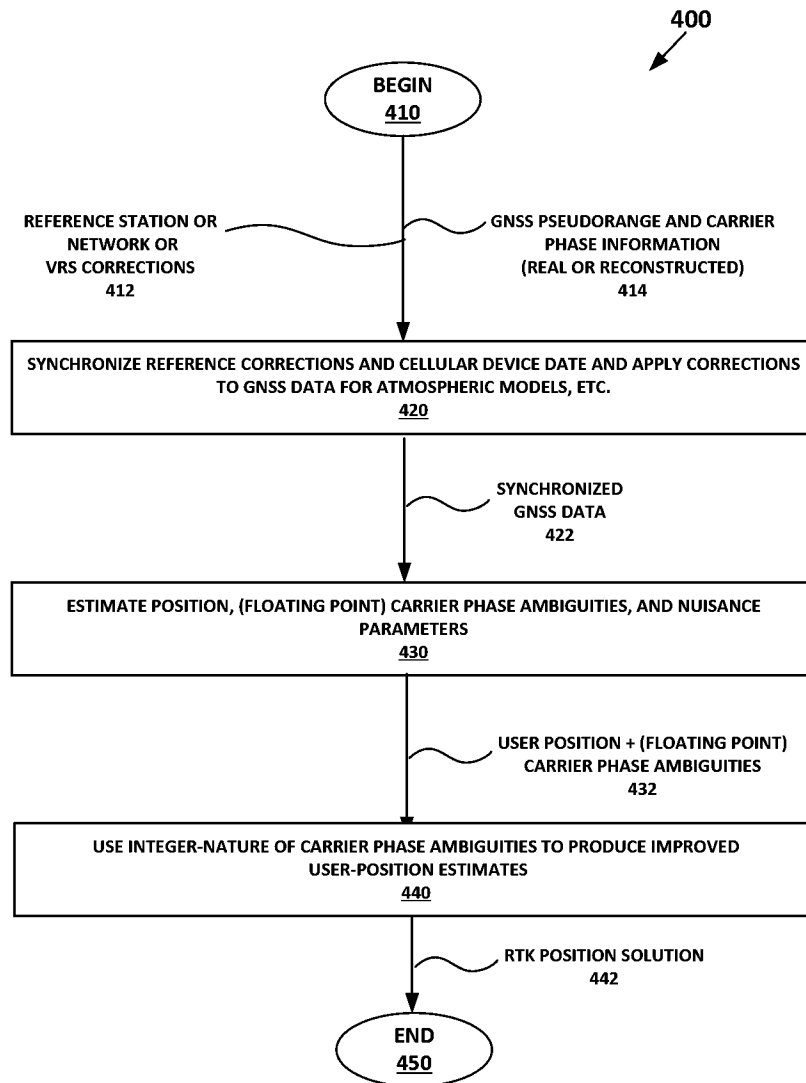 400
BEGIN
410
REFERENCE STATION OR
NETWORK OR
VRS CORRECTIONS
412
GNSS PSEUDORANGE AND CARRIER
PHASE INFORMATION
(REAL OR RECONSTRUCTED)
414
SYNCHRONIZE REFERENCE CORRECTIONS AND CELLULAR DEVICE DATE AND APPLY CORRECTIONS
TO GNSS DATA FOR ATMOSPHERIC MODELS, ETC.
420
SYNCHRONIZED
GNSS DATA
422
ESTIMATE POSITION, (FLOATING POINT) CARRIER PHASE AMBIGUITIES, AND NUISANCE
PARAMETERS
430
USER POSITION + (FLOATING POINT)
CARRIER PHASE AMBIGUITIES
432
USE INTEGER-NATURE OF CARRIER PHASE AMBIGUITIES TO PRODUCE IMPROVED
USER-POSITION ESTIMATES
440
RTK POSITION SOLUTION
442
END
450